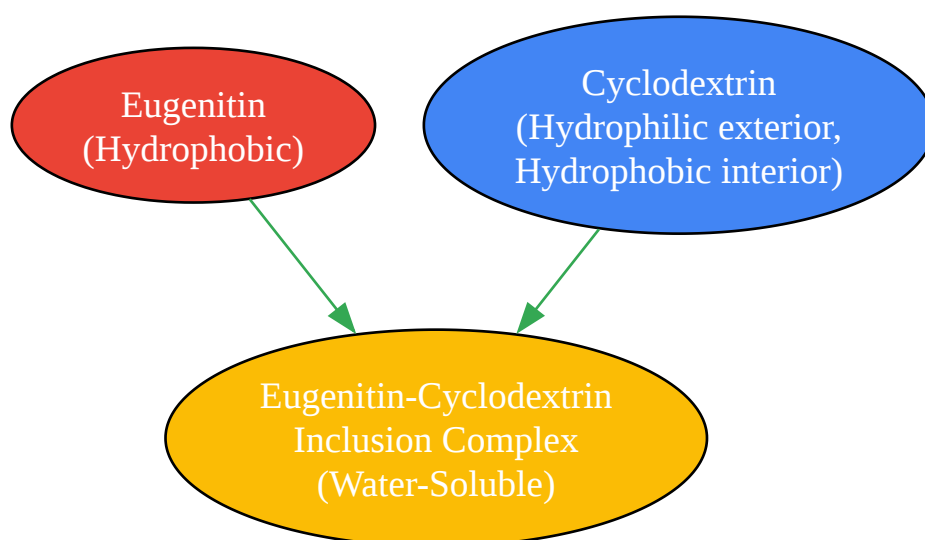 Eugenitin
(Hydrophobic)
Cyclodextrin
(Hydrophilic exterior,
Hydrophobic interior)
Eugenitin-Cyclodextrin
Inclusion Complex
(Water-Soluble)